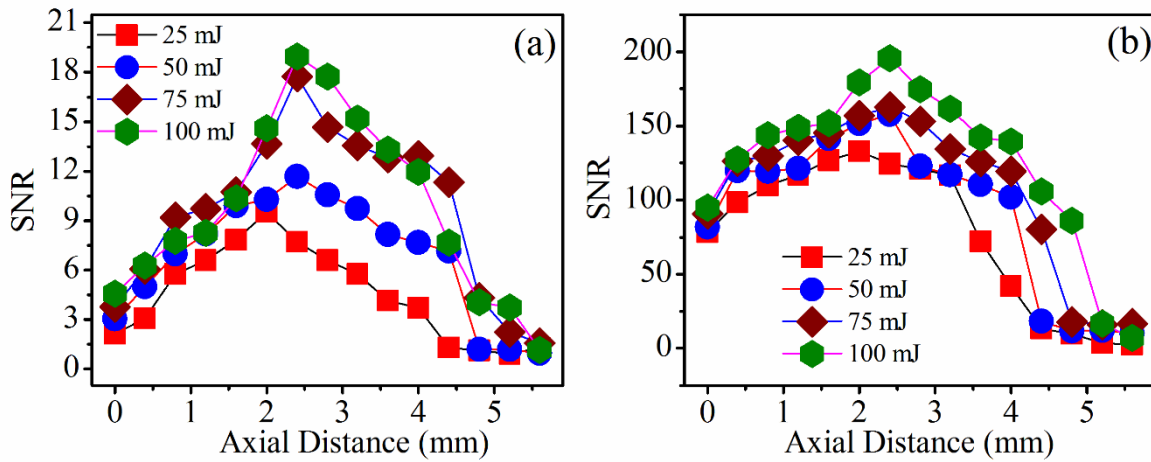 (a)
SNR
21
18
15
12
9
6
3
0
25 mJ
50 mJ
75 mJ
100 mJ
0 1 2 3 4 5
Axial Distance (mm)
(b)
SNR
200
150
100
50
0
25 mJ
50 mJ
75 mJ
100 mJ
0 1 2 3 4 5
Axial Distance (mm)